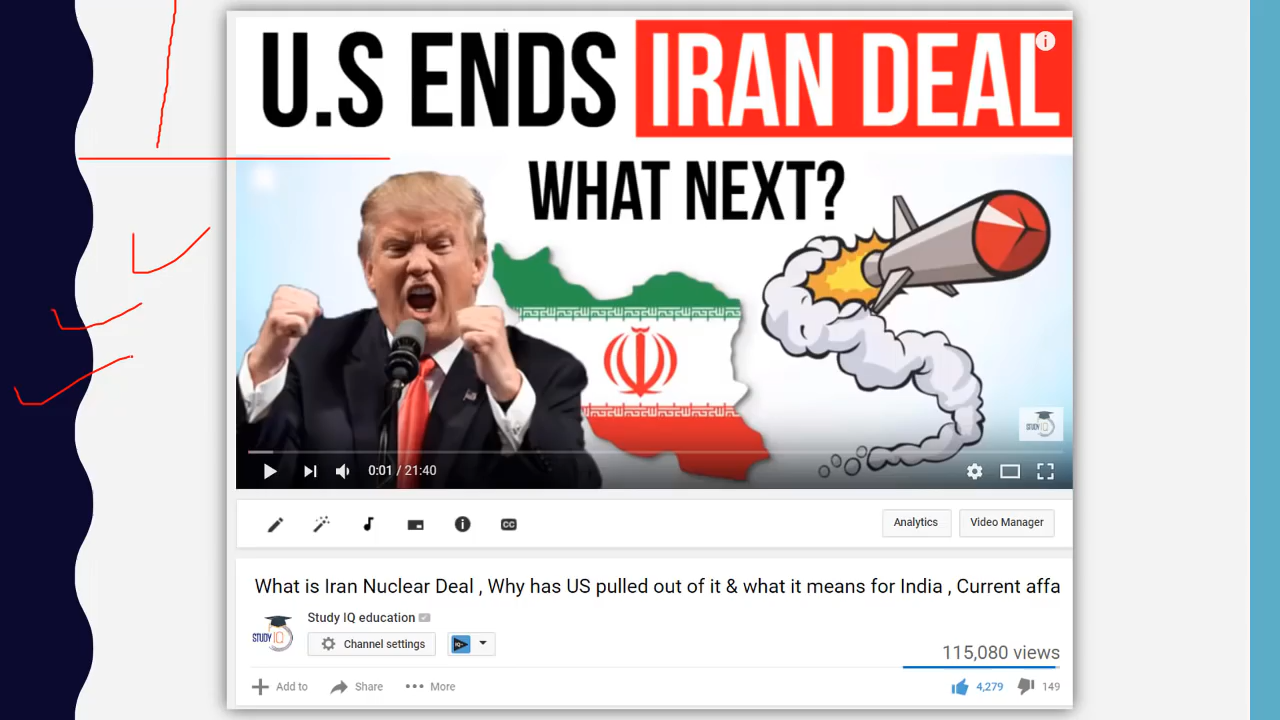 U.S ENDS IRAN DEAL
WHAT NEXT?
STUDY IQ
0:01 / 21:40
CC
Analytics
Video Manager
What is Iran Nuclear Deal , Why has US pulled out of it & what it means for India , Current affa
STUDY IQ
Study IQ education
Channel settings
115,080 views
Add to
Share
More
4,279
149